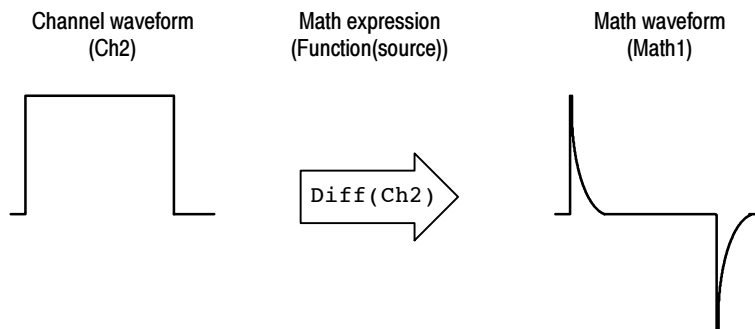 Channel waveform
(Ch2)
Math expression
(Function(source))
Math waveform
(Math1)
Diff(Ch2)